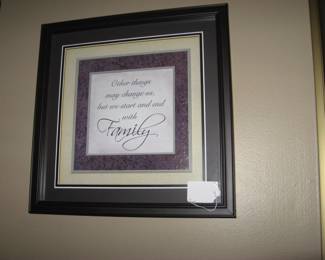 Other things
may change us,
but we start and end
with
Family